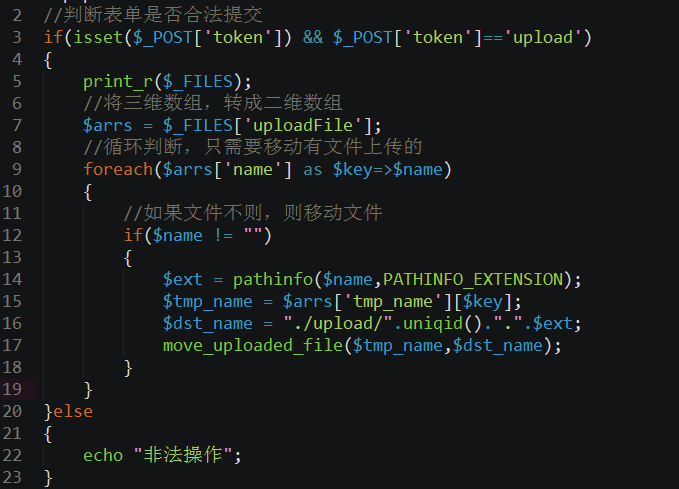 2 //判断表单是否合法提交
3 if(isset($_POST['token']) && $_POST['token']=='upload')
4 {
5     print_r($_FILES);
6     //将三维数组，转成二维数组
7     $arrs = $_FILES['uploadFile'];
8     //循环判断，只需要移动有文件上传的
9     foreach($arrs['name'] as $key=>$name)
10     {
11         //如果文件不则，则移动文件
12         if($name != "")
13         {
14             $ext = pathinfo($name,PATHINFO_EXTENSION);
15             $tmp_name = $arrs['tmp_name'][$key];
16             $dst_name = "./upload/".uniqid().".".$ext;
17             move_uploaded_file($tmp_name,$dst_name);
18         }
19     }
20 }else
21 {
22     echo "非法操作";
23 }